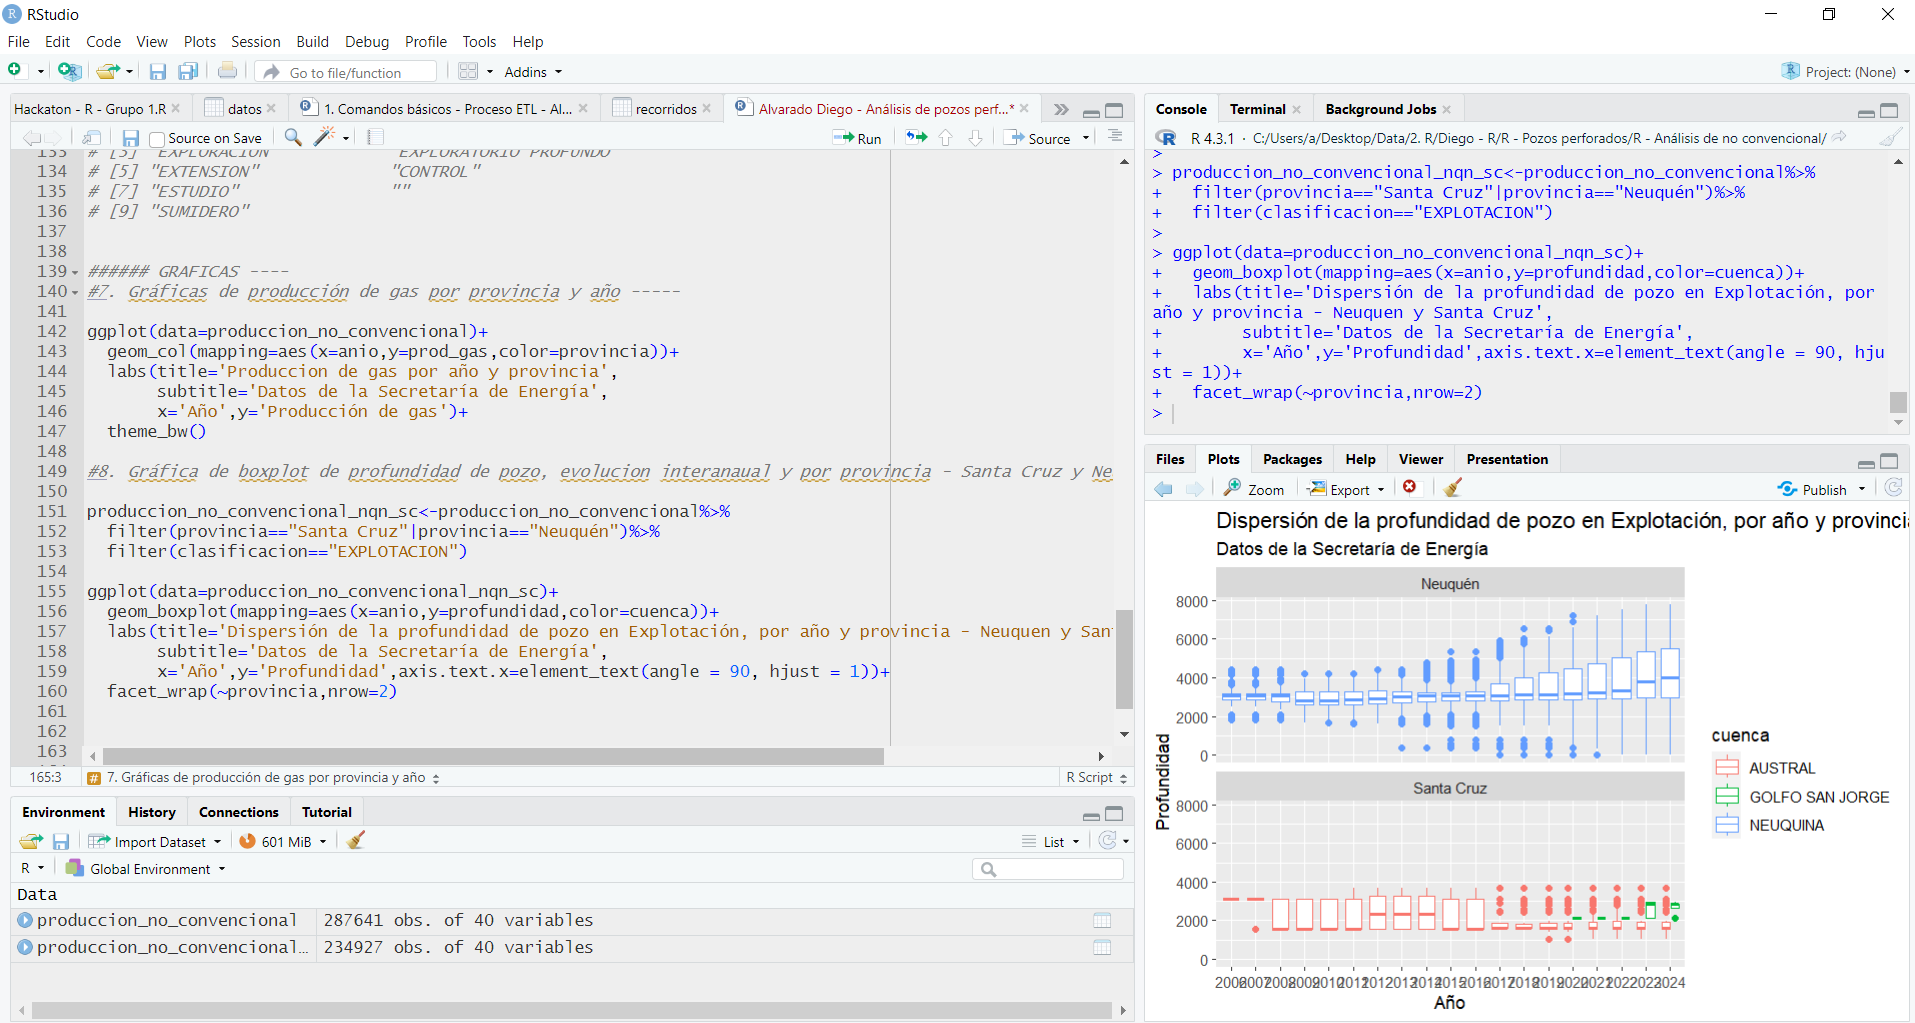 RStudio
File Edit Code View Plots Session Build Debug Profile Tools Help
Go to file/function
Addins
Project: (None)
Hackaton - R - Grupo 1.R
datos
1. Comandos básicos - Proceso ETL - Al...
recorridos
Alvarado Diego - Análisis de pozos perf...*
Source on Save
Run
Source
133 # [3] "EXPLORACION" "EXPLORATORIO PROFUNDO"
134 # [5] "EXTENSION" "CONTROL"
135 # [7] "ESTUDIO" ""
136 # [9] "SUMIDERO"
137
138
139 ###### GRAFICAS ----
140 #7. Gráficas de producción de gas por provincia y año -----
141
142 ggplot(data=produccion_no_convencional)+
143 geom_col(mapping=aes(x=anio,y=prod_gas,color=provincia))+
144 labs(title='Produccion de gas por año y provincia',
145 subtitle='Datos de la Secretaría de Energía',
146 x='Año',y='Producción de gas')+
147 theme_bw()
148
149 #8. Gráfica de boxplot de profundidad de pozo, evolucion interanaual y por provincia - Santa Cruz y Ne
150
151 produccion_no_convencional_nqn_sc<-produccion_no_convencional%>%
152 filter(provincia=="Santa Cruz"|provincia=="Neuquén")%>%
153 filter(clasificacion=="EXPLOTACION")
154
155 ggplot(data=produccion_no_convencional_nqn_sc)+
156 geom_boxplot(mapping=aes(x=anio,y=profundidad,color=cuenca))+
157 labs(title='Dispersión de la profundidad de pozo en Explotación, por año y provincia - Neuquen y San
158 subtitle='Datos de la Secretaría de Energía',
159 x='Año',y='Profundidad',axis.text.x=element_text(angle = 90, hjust = 1))+
160 facet_wrap(~provincia,nrow=2)
161
162
163
165:3
7. Gráficas de producción de gas por provincia y año
R Script
Environment History Connections Tutorial
Import Dataset
601 MiB
List
R
Global Environment
Data
produccion_no_convencional 287641 obs. of 40 variables
produccion_no_convencional... 234927 obs. of 40 variables
Console Terminal Background Jobs
R 4.3.1 · C:/Users/a/Desktop/Data/2. R/Diego - R/R - Pozos perforados/R - Análisis de no convencional/
>
> produccion_no_convencional_nqn_sc<-produccion_no_convencional%>%
+ filter(provincia=="Santa Cruz"|provincia=="Neuquén")%>%
+ filter(clasificacion=="EXPLOTACION")
>
> ggplot(data=produccion_no_convencional_nqn_sc)+
+ geom_boxplot(mapping=aes(x=anio,y=profundidad,color=cuenca))+
+ labs(title='Dispersión de la profundidad de pozo en Explotación, por
año y provincia - Neuquen y Santa Cruz',
+ subtitle='Datos de la Secretaría de Energía',
+ x='Año',y='Profundidad',axis.text.x=element_text(angle = 90, hju
st = 1))+
+ facet_wrap(~provincia,nrow=2)
>
Files Plots Packages Help Viewer Presentation
Zoom
Export
Publish
Dispersión de la profundidad de pozo en Explotación, por año y provinci
Datos de la Secretaría de Energía
Neuquén
8000
6000
4000
2000
0
Santa Cruz
8000
6000
4000
2000
0
Profundidad
2006 2007 2008 2009 2010 2011 2012 2013 2014 2015 2016 2017 2018 2019 2020 2021 2022 2023 2024
Año
cuenca
AUSTRAL
GOLFO SAN JORGE
NEUQUINA